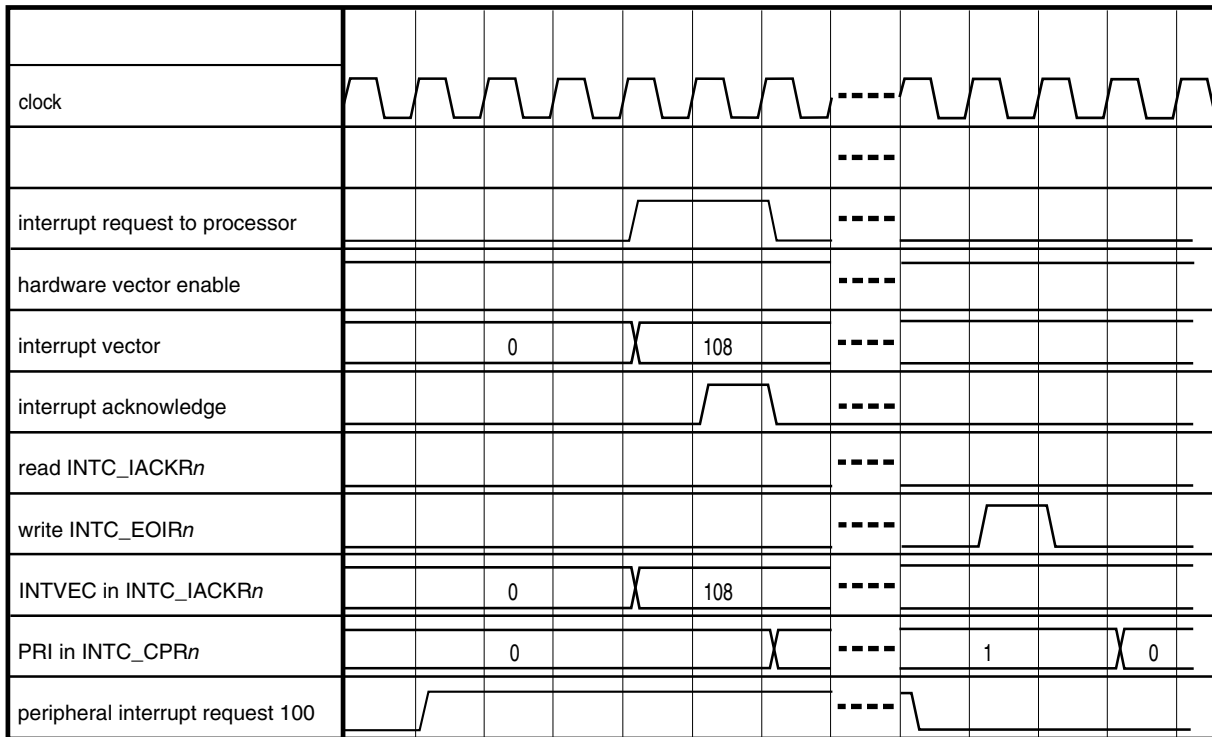 clock
interrupt request to processor
hardware vector enable
interrupt vector 0 108
interrupt acknowledge
read INTC_IACKRn
write INTC_EOIRn
INTVEC in INTC_IACKRn 0 108
PRI in INTC_CPRn 0 1 0
peripheral interrupt request 100